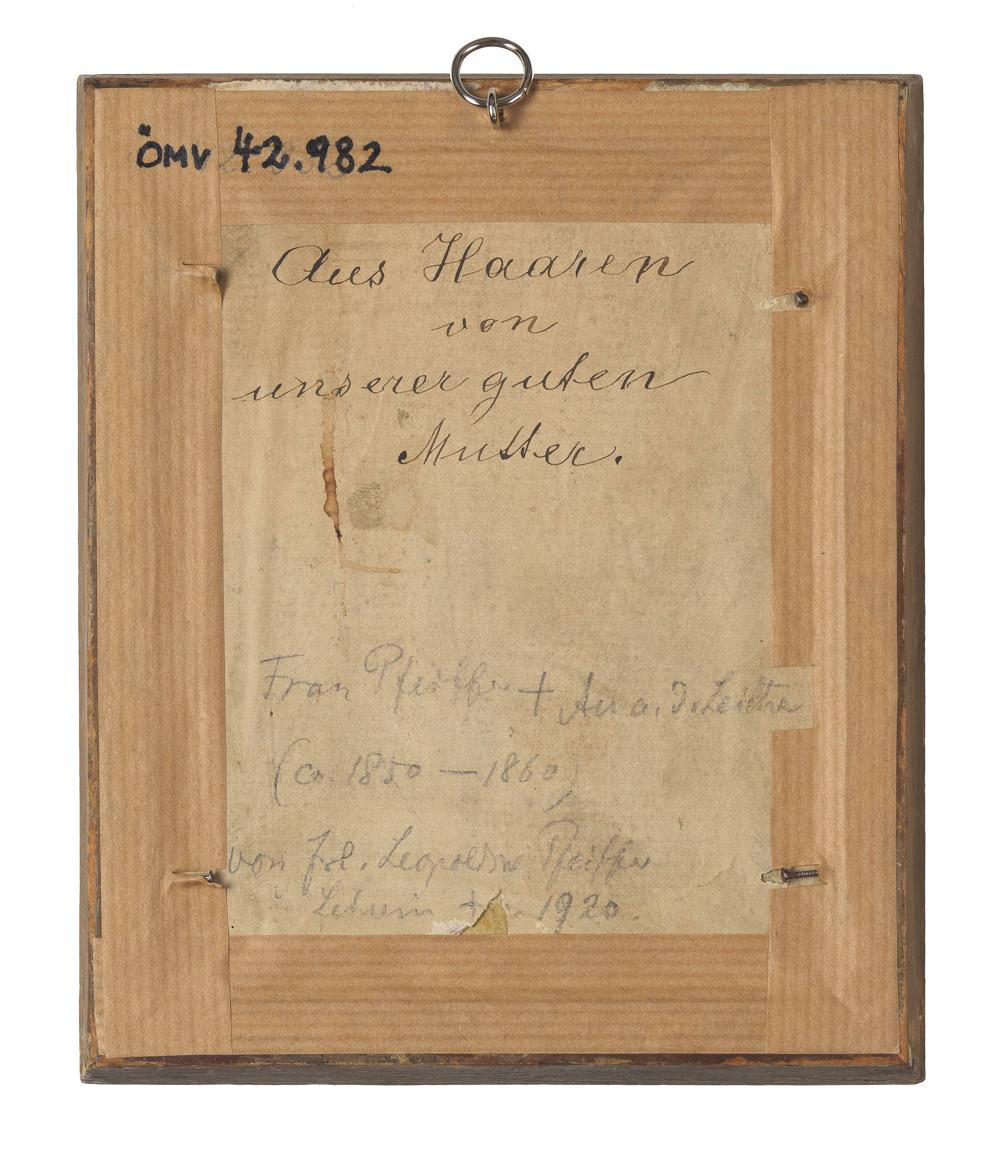 ÖMV 42.982
Aus Haaren
von
unserer guten
Mutter.
Frau Pfeiffer + Au a. d. Leitha
(ca. 1850 — 1860)
von Frl. Leopoldine Pfeiffer
1920.